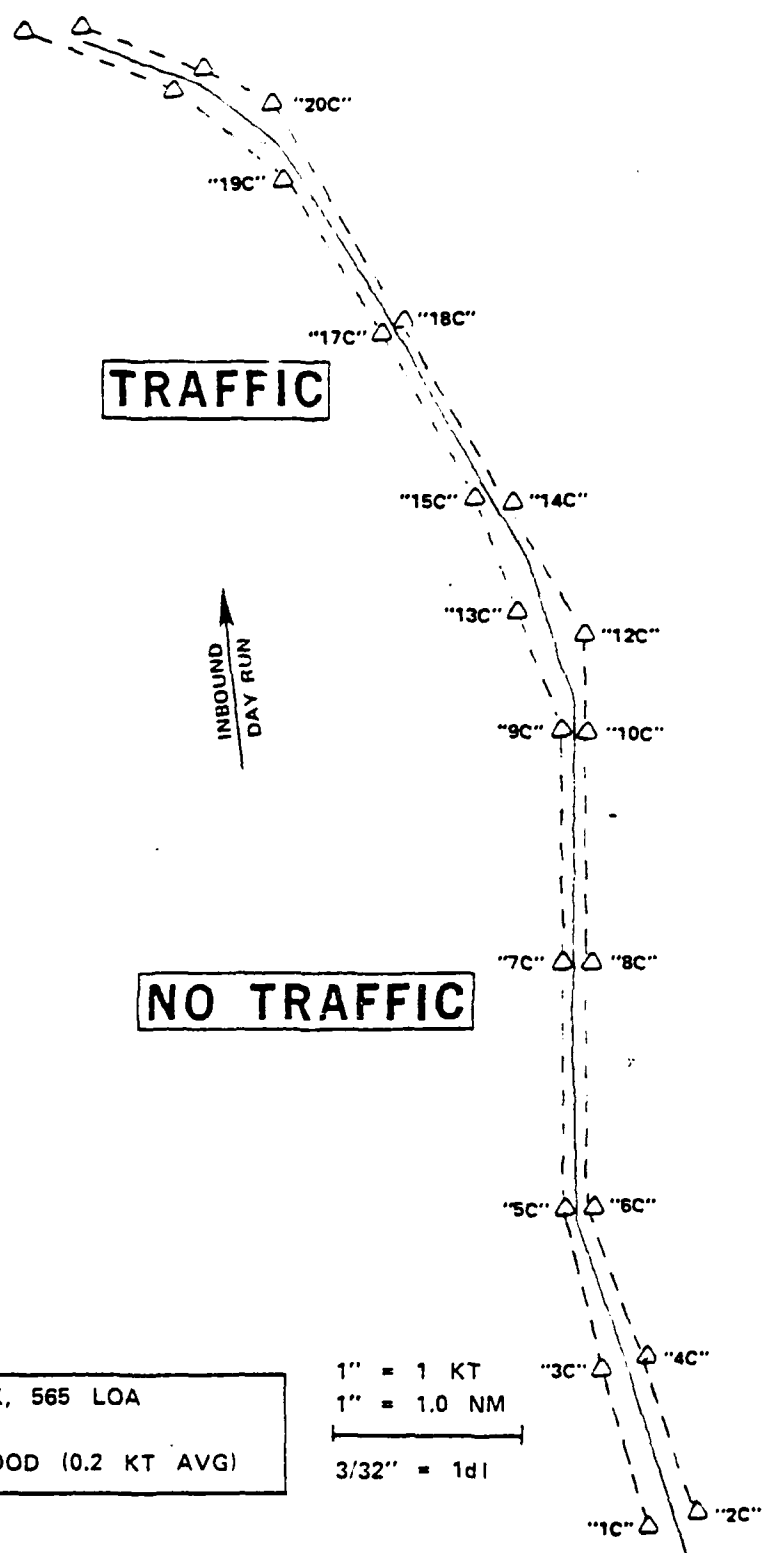 "20C"
"19C"
"18C"
"17C"
TRAFFIC
"15C" "14C"
"13C"
"12C"
INBOUND
DAY RUN
"9C" "10C"
"7C" "8C"
NO TRAFFIC
"5C" "6C"
1" = 1 KT
"3C" "4C"
, 565 LOA
1" = 1.0 NM
(0.2 KT AVG)
3/32" = 1dl
"1C" "2C"